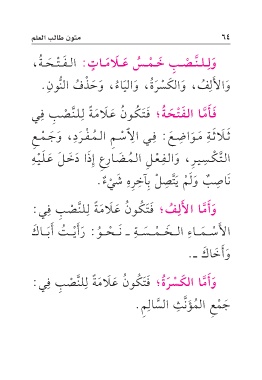 ٦٤ متون طالب العلم
وَلِلنَّصْبِ خَمْسُ عَلَامَاتٍ: الفَتْحَةُ،
وَالأَلِفُ، وَالكَسْرَةُ، وَاليَاءُ، وَحَذْفُ النُّونِ.
فَأَمَّا الفَتْحَةُ؛ فَتَكُونُ عَلَامَةً لِلنَّصْبِ فِي
ثَلَاثَةِ مَوَاضِعَ: فِي الِاسْمِ المُفْرَدِ، وَجَمْعِ
التَّكْسِيرِ، وَالفِعْلِ المُضَارِعِ إِذَا دَخَلَ عَلَيْهِ
نَاصِبٌ وَلَمْ يَتَّصِلْ بِآخِرِهِ شَيْءٌ.
وَأَمَّا الأَلِفُ؛ فَتَكُونُ عَلَامَةً لِلنَّصْبِ فِي:
الأَسْمَاءِ الخَمْسَةِ - نَحْوُ: رَأَيْتُ أَبَاكَ
وَأَخَاكَ -.
وَأَمَّا الكَسْرَةُ؛ فَتَكُونُ عَلَامَةً لِلنَّصْبِ فِي:
جَمْعِ المُؤَنَّثِ السَّالِمِ.